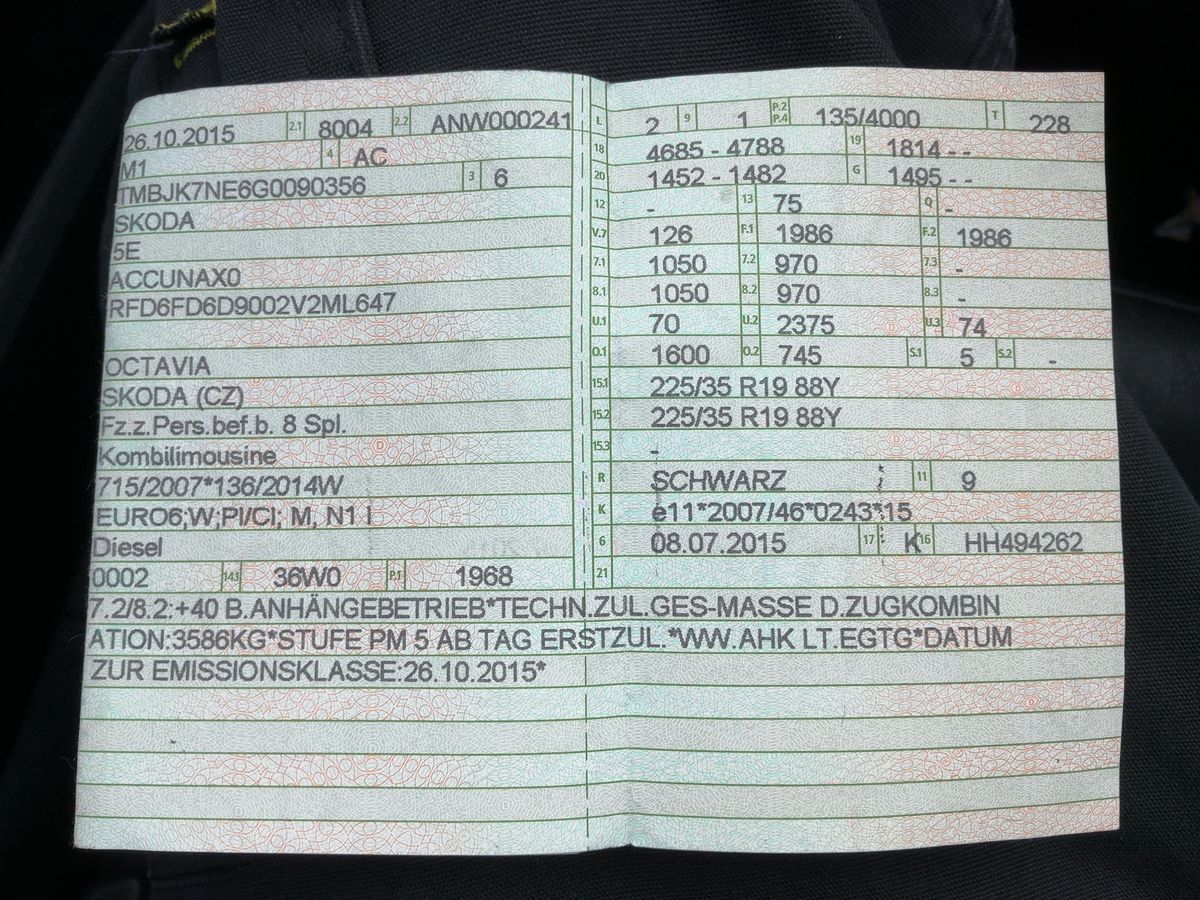 26.10.2015 2.1 8004 2.2 ANW000241
M1 4 AC
TMBJK7NE6G0090356 3 6
SKODA
5E
ACCUNAX0
RFD6FD6D9002V2ML647
OCTAVIA
SKODA (CZ)
Fz.z.Pers.bef.b. 8 Spl.
Kombilimousine
715/2007*136/2014W
EURO6;W;PI/CI; M, N1 I
Diesel
0002 14.1 36W0 P.1 1968
L 2 9 1 P.2 P.4 135/4000 T 228
18 4685 - 4788 19 1814 - -
20 1452 - 1482 G 1495 - -
12 - 13 75 Q -
V.7 126 F.1 1986 F.2 1986
7.1 1050 7.2 970 7.3 -
8.1 1050 8.2 970 8.3 -
U.1 70 U.2 2375 U.3 74
O.1 1600 O.2 745 S.1 5 S.2 -
15.1 225/35 R19 88Y
15.2 225/35 R19 88Y
15.3 -
R SCHWARZ 11 9
K e11*2007/46*0243*15
6 08.07.2015 17 K 16 HH494262
21
7.2/8.2:+40 B.ANHÄNGEBETRIEB*TECHN.ZUL.GES-MASSE D.ZUGKOMBIN
ATION:3586KG*STUFE PM 5 AB TAG ERSTZUL.*WW.AHK LT.EGTG*DATUM
ZUR EMISSIONSKLASSE:26.10.2015*